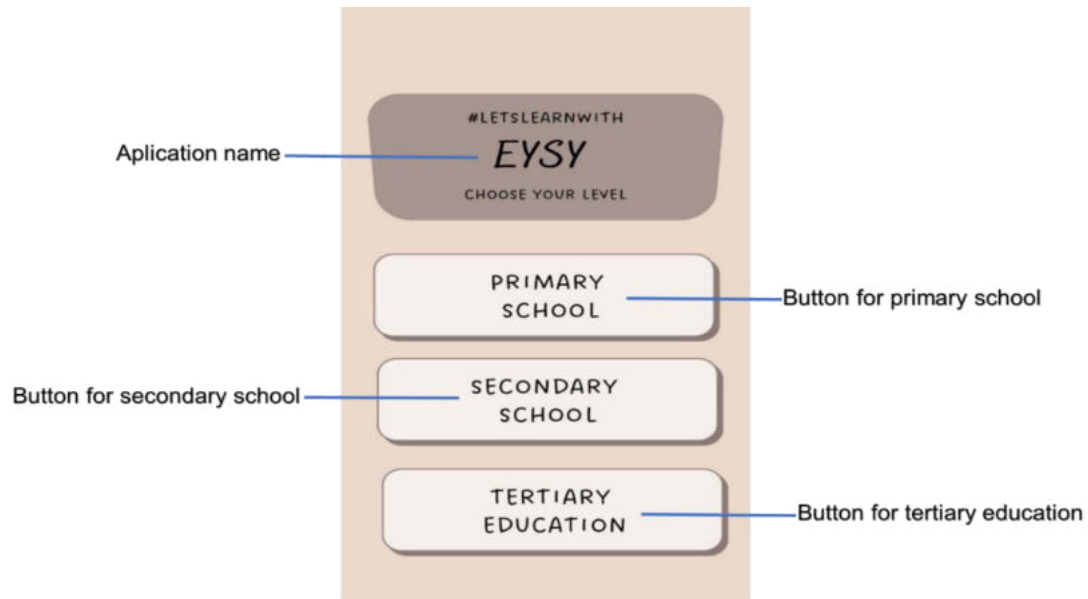 #LETSLEARNWITH
Aplication name
EYSY
CHOOSE YOUR LEVEL
PRIMARY
SCHOOL
Button for primary school
SECONDARY
SCHOOL
Button for secondary school
TERTIARY
EDUCATION
Button for tertiary education